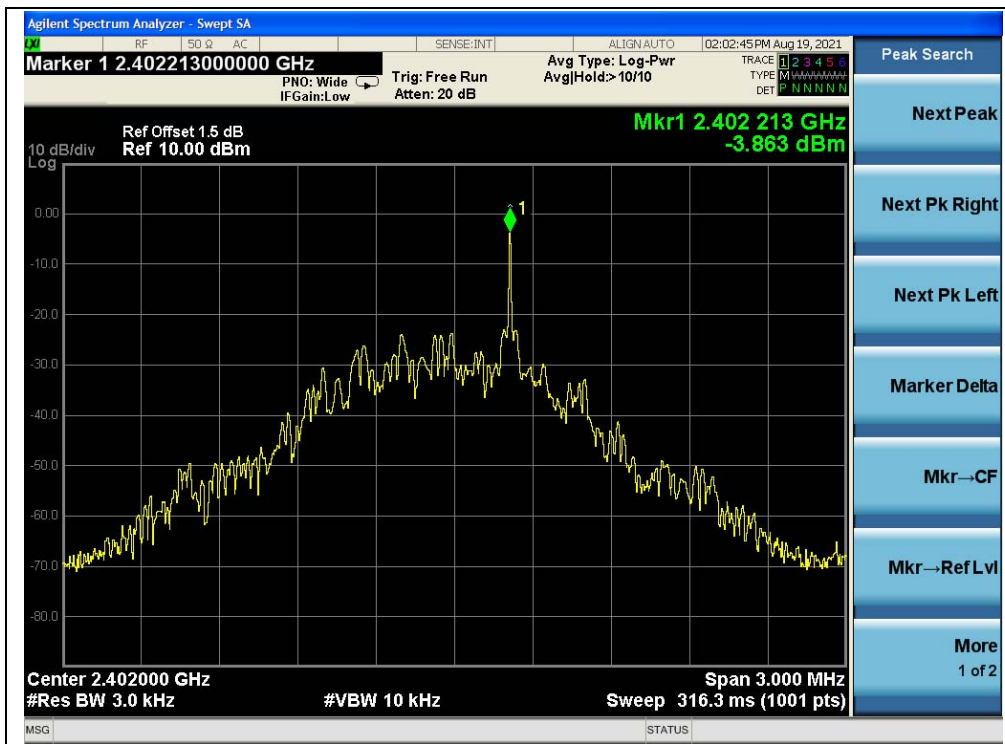 Agilent Spectrum Analyzer - Swept SA
LXI RF 50 Ω AC SENSE:INT ALIGN AUTO 02:02:45 PM Aug 19, 2021
Marker 1 2.402213000000 GHz
PNO: Wide
IFGain:Low
Trig: Free Run
Atten: 20 dB
Avg Type: Log-Pwr
Avg|Hold:>10/10
TRACE 1 2 3 4 5 6
TYPE M
DET P N N N N N
Mkr1 2.402 213 GHz
-3.863 dBm
Ref Offset 1.5 dB
10 dB/div Ref 10.00 dBm
Log
1
0.00
-10.0
-20.0
-30.0
-40.0
-50.0
-60.0
-70.0
-80.0
Center 2.402000 GHz Span 3.000 MHz
#Res BW 3.0 kHz #VBW 10 kHz Sweep 316.3 ms (1001 pts)
MSG STATUS
Peak Search
Next Peak
Next Pk Right
Next Pk Left
Marker Delta
Mkr→CF
Mkr→Ref Lvl
More
1 of 2